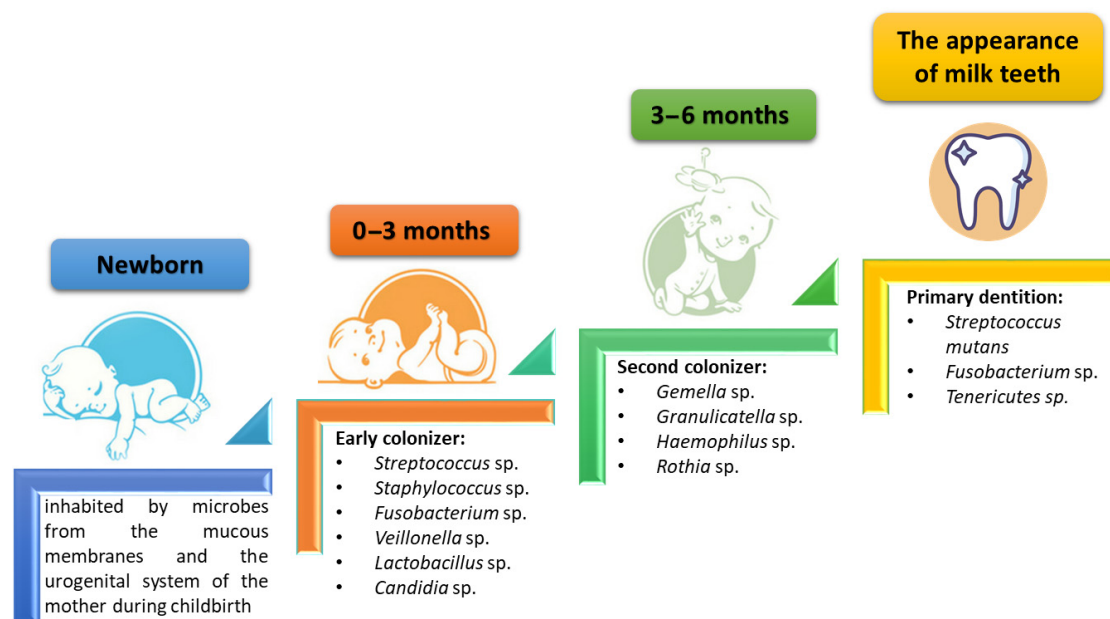 Newborn
inhabited by microbes
from the mucous
membranes and the
urogenital system of the
mother during childbirth
0–3 months
Early colonizer:
• Streptococcus sp.
• Staphylococcus sp.
• Fusobacterium sp.
• Veillonella sp.
• Lactobacillus sp.
• Candidia sp.
3–6 months
Second colonizer:
• Gemella sp.
• Granulicatella sp.
• Haemophilus sp.
• Rothia sp.
The appearance
of milk teeth
Primary dentition:
• Streptococcus
mutans
• Fusobacterium sp.
• Tenericutes sp.